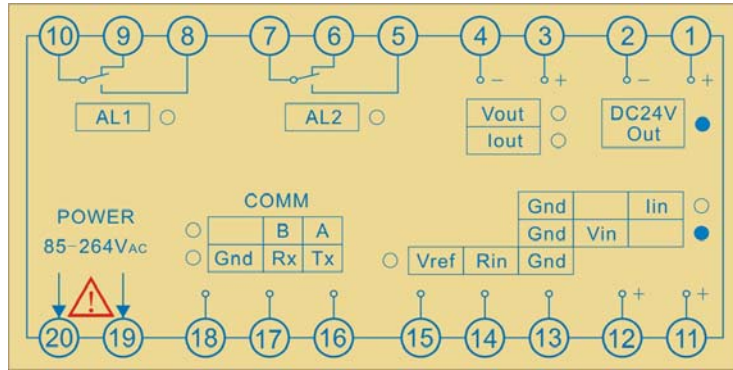 10 9 8 7 6 5 4 3 2 1
- + - +
AL1 AL2 Vout DC24V
Iout Out
COMM
POWER
85-264VAC
B A
Gnd Rx Tx
Gnd Iin
Gnd Vin
Vref Rin Gnd
+ +
20 19 18 17 16 15 14 13 12 11